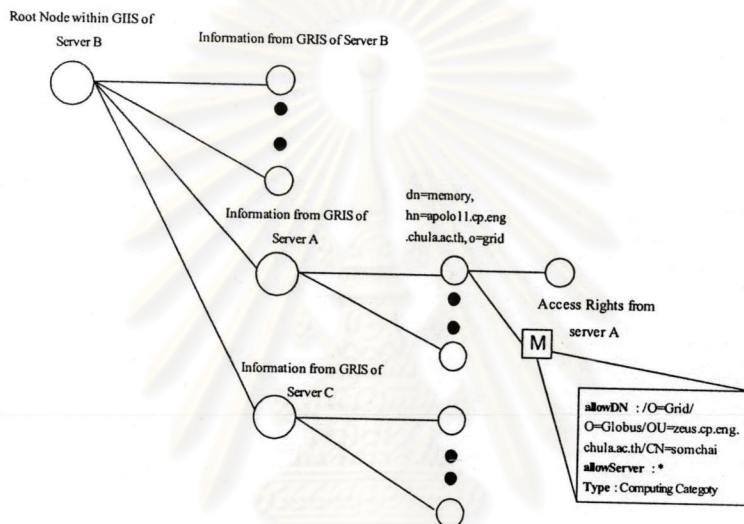 Root Node within GIIS of
Server B
Information from GRIS of Server B
Information from GRIS of
Server A
dn=memory,
hn=apolo11.cp.eng
.chula.ac.th, o=grid
Access Rights from
server A
M
Information from GRIS of
Server C
allowDN : /O=Grid/
O=Globus/OU=zeus.cp.eng.
chula.ac.th/CN=somchai
allowServer : *
Type : Computing Categoty